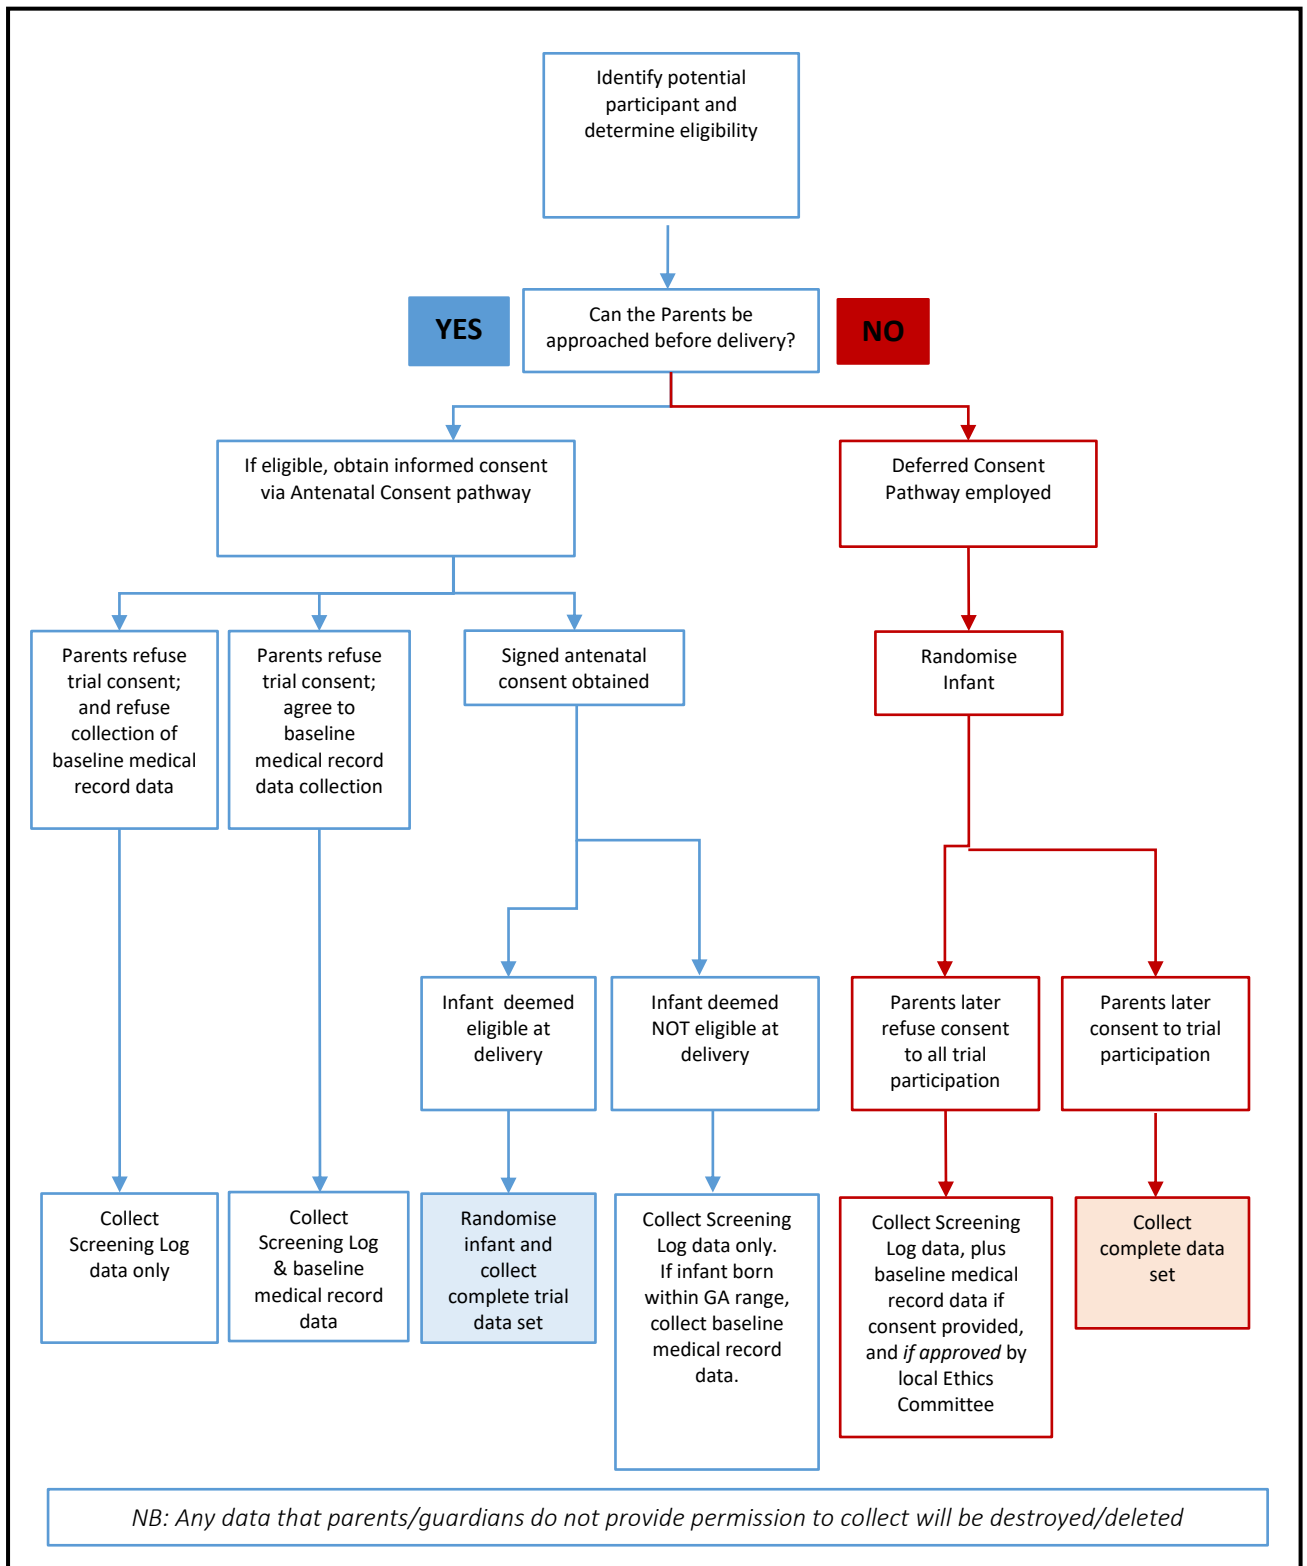 Identify potential
participant and
determine eligibility
YES
Can the Parents be
approached before delivery?
NO
If eligible, obtain informed consent
via Antenatal Consent pathway
Deferred Consent
Pathway employed
Parents refuse
trial consent;
and refuse
collection of
baseline medical
record data
Parents refuse
trial consent;
agree to
baseline
medical record
data collection
Signed antenatal
consent obtained
Randomise
Infant
Infant deemed
eligible at
delivery
Infant deemed
NOT eligible at
delivery
Parents later
refuse consent
to all trial
participation
Parents later
consent to trial
participation
Collect
Screening Log
data only
Collect
Screening Log
& baseline
medical record
data
Randomise
infant and
collect
complete trial
data set
Collect Screening
Log data only.
If infant born
within GA range,
collect baseline
medical record
data.
Collect Screening
Log data, plus
baseline medical
record data if
consent provided,
and if approved by
local Ethics
Committee
Collect
complete data
set
NB: Any data that parents/guardians do not provide permission to collect will be destroyed/deleted